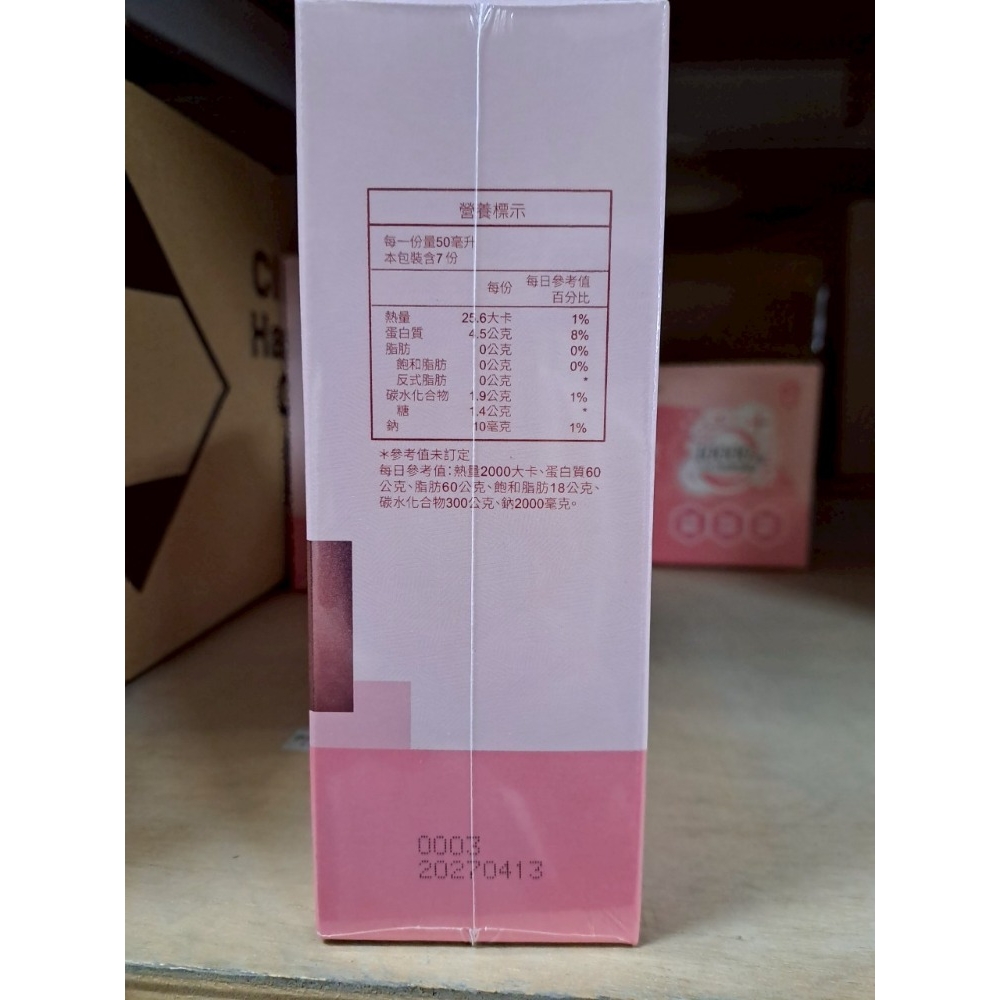 營養標示
每一份量50毫升
本包裝含7份
每份 每日參考值
百分比
熱量 25.6大卡 1%
蛋白質 4.5公克 8%
脂肪 0公克 0%
飽和脂肪 0公克 0%
反式脂肪 0公克 *
碳水化合物 1.9公克 1%
糖 1.4公克 *
鈉 10毫克 1%
*參考值未訂定
每日參考值:熱量2000大卡、蛋白質60
公克、脂肪60公克、飽和脂肪18公克、
碳水化合物300公克、鈉2000毫克。
0003
20270413